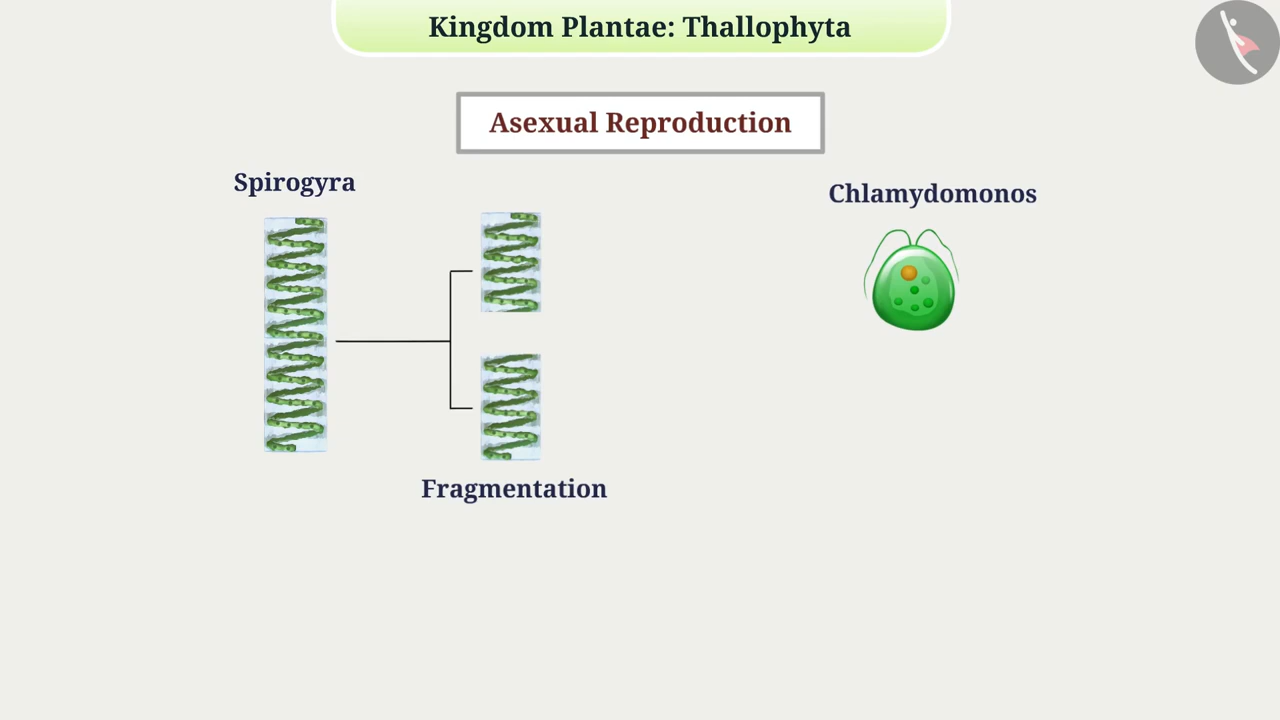 Kingdom Plantae: Thallophyta
Asexual Reproduction
Spirogyra
Chlamydomonos
Fragmentation